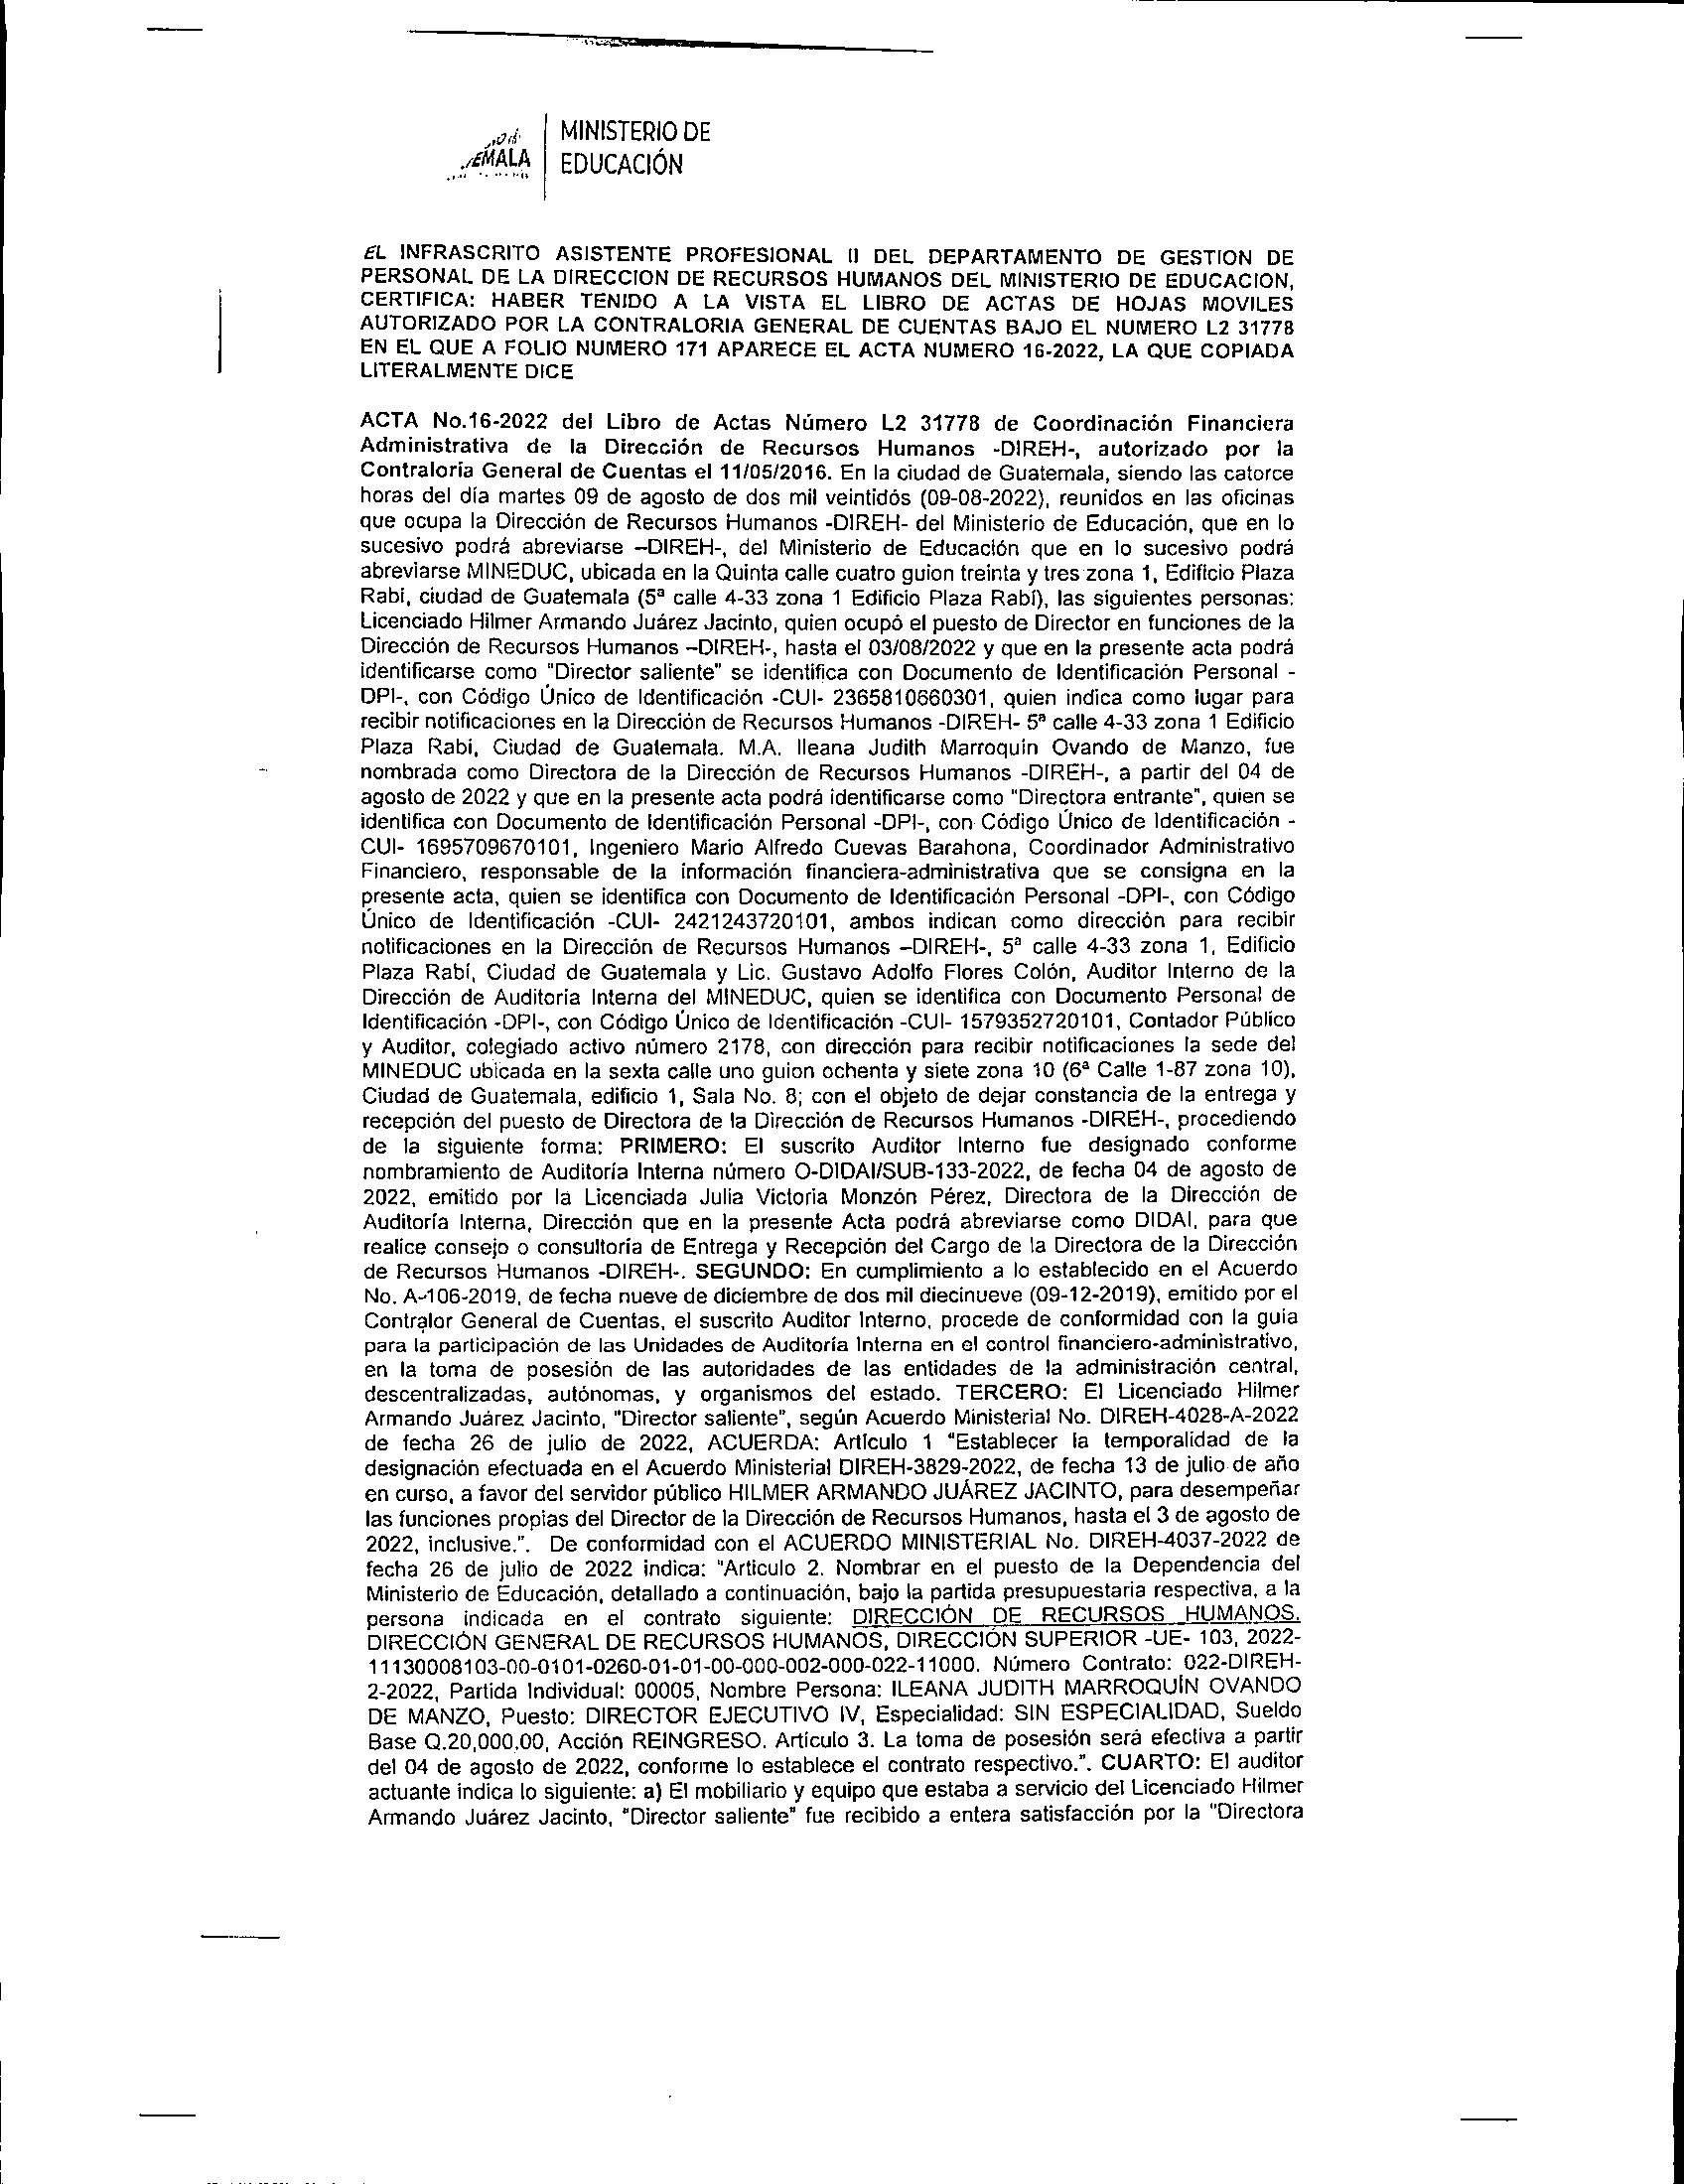 MINISTERIO DE
EMALA
EDUCACIÓN
EL INFRASCRITO ASISTENTE PROFESIONAL II DEL DEPARTAMENTO DE GESTION DE
PERSONAL DE LA DIRECCION DE RECURSOS HUMANOS DEL MINISTERIO DE EDUCACION,
CERTIFICA: HABER TENIDO A LA VISTA EL LIBRO DE ACTAS DE HOJAS MOVILES
AUTORIZADO POR LA CONTRALORIA GENERAL DE CUENTAS BAJO EL NUMERO L2 31778
EN EL QUE A FOLIO NUMERO 171 APARECE EL ACTA NUMERO 16-2022, LA QUE COPIADA
LITERALMENTE DICE
ACTA No.16-2022 del Libro de Actas Número L2 31778 de Coordinación Financiera
Administrativa de la Dirección de Recursos Humanos -DIREH-, autorizado por la
Contraloría General de Cuentas el 11/05/2016. En la ciudad de Guatemala, siendo las catorce
horas del día martes 09 de agosto de dos mil veintidós (09-08-2022), reunidos en las oficinas
que ocupa la Dirección de Recursos Humanos -DIREH- del Ministerio de Educación, que en lo
sucesivo podrá abreviarse –DIREH-, del Ministerio de Educación que en lo sucesivo podrá
abreviarse MINEDUC, ubicada en la Quinta calle cuatro guion treinta y tres zona 1, Edificio Plaza
Rabí, ciudad de Guatemala (5ª calle 4-33 zona 1 Edificio Plaza Rabí), las siguientes personas:
Licenciado Hilmer Armando Juárez Jacinto, quien ocupó el puesto de Director en funciones de la
Dirección de Recursos Humanos –DIREH-, hasta el 03/08/2022 y que en la presente acta podrá
identificarse como "Director saliente" se identifica con Documento de Identificación Personal -
DPI-, con Código Único de Identificación -CUI- 2365810660301, quien indica como lugar para
recibir notificaciones en la Dirección de Recursos Humanos -DIREH- 5ª calle 4-33 zona 1 Edificio
Plaza Rabí, Ciudad de Guatemala. M.A. Ileana Judith Marroquín Ovando de Manzo, fue
nombrada como Directora de la Dirección de Recursos Humanos -DIREH-, a partir del 04 de
agosto de 2022 y que en la presente acta podrá identificarse como "Directora entrante", quien se
identifica con Documento de Identificación Personal -DPI-, con Código Único de Identificación -
CUI- 1695709670101, Ingeniero Mario Alfredo Cuevas Barahona, Coordinador Administrativo
Financiero, responsable de la información financiera-administrativa que se consigna en la
presente acta, quien se identifica con Documento de Identificación Personal -DPI-, con Código
Único de Identificación -CUI- 2421243720101, ambos indican como dirección para recibir
notificaciones en la Dirección de Recursos Humanos –DIREH-, 5ª calle 4-33 zona 1, Edificio
Plaza Rabí, Ciudad de Guatemala y Lic. Gustavo Adolfo Flores Colón, Auditor Interno de la
Dirección de Auditoría Interna del MINEDUC, quien se identifica con Documento Personal de
Identificación -DPI-, con Código Único de Identificación -CUI- 1579352720101, Contador Público
y Auditor, colegiado activo número 2178, con dirección para recibir notificaciones la sede del
MINEDUC ubicada en la sexta calle uno guion ochenta y siete zona 10 (6ª Calle 1-87 zona 10),
Ciudad de Guatemala, edificio 1, Sala No. 8; con el objeto de dejar constancia de la entrega y
recepción del puesto de Directora de la Dirección de Recursos Humanos -DIREH-, procediendo
de la siguiente forma: PRIMERO: El suscrito Auditor Interno fue designado conforme
nombramiento de Auditoría Interna número O-DIDAI/SUB-133-2022, de fecha 04 de agosto de
2022, emitido por la Licenciada Julia Victoria Monzón Pérez, Directora de la Dirección de
Auditoría Interna, Dirección que en la presente Acta podrá abreviarse como DIDAI, para que
realice consejo o consultoría de Entrega y Recepción del Cargo de la Directora de la Dirección
de Recursos Humanos -DIREH-. SEGUNDO: En cumplimiento a lo establecido en el Acuerdo
No. A-106-2019, de fecha nueve de diciembre de dos mil diecinueve (09-12-2019), emitido por el
Contralor General de Cuentas, el suscrito Auditor Interno, procede de conformidad con la guia
para la participación de las Unidades de Auditoría Interna en el control financiero-administrativo,
en la toma de posesión de las autoridades de las entidades de la administración central,
descentralizadas, autónomas, y organismos del estado. TERCERO: El Licenciado Hilmer
Armando Juárez Jacinto, "Director saliente", según Acuerdo Ministerial No. DIREH-4028-A-2022
de fecha 26 de julio de 2022, ACUERDA: Artículo 1 "Establecer la temporalidad de la
designación efectuada en el Acuerdo Ministerial DIREH-3829-2022, de fecha 13 de julio de año
en curso, a favor del servidor público HILMER ARMANDO JUÁREZ JACINTO, para desempeñar
las funciones propias del Director de la Dirección de Recursos Humanos, hasta el 3 de agosto de
2022, inclusive.". De conformidad con el ACUERDO MINISTERIAL No. DIREH-4037-2022 de
fecha 26 de julio de 2022 indica: "Articulo 2. Nombrar en el puesto de la Dependencia del
Ministerio de Educación, detallado a continuación, bajo la partida presupuestaria respectiva, a la
persona indicada en el contrato siguiente: DIRECCIÓN DE RECURSOS HUMANOS.
DIRECCIÓN GENERAL DE RECURSOS HUMANOS, DIRECCIÓN SUPERIOR -UE- 103, 2022-
11130008103-00-0101-0260-01-01-00-000-002-000-022-11000. Número Contrato: 022-DIREH-
2-2022, Partida Individual: 00005, Nombre Persona: ILEANA JUDITH MARROQUÍN OVANDO
DE MANZO, Puesto: DIRECTOR EJECUTIVO IV, Especialidad: SIN ESPECIALIDAD, Sueldo
Base Q.20,000.00, Acción REINGRESO. Artículo 3. La toma de posesión será efectiva a partir
del 04 de agosto de 2022, conforme lo establece el contrato respectivo.". CUARTO: El auditor
actuante indica lo siguiente: a) El mobiliario y equipo que estaba a servicio del Licenciado Hilmer
Armando Juárez Jacinto, "Director saliente" fue recibido a entera satisfacción por la "Directora